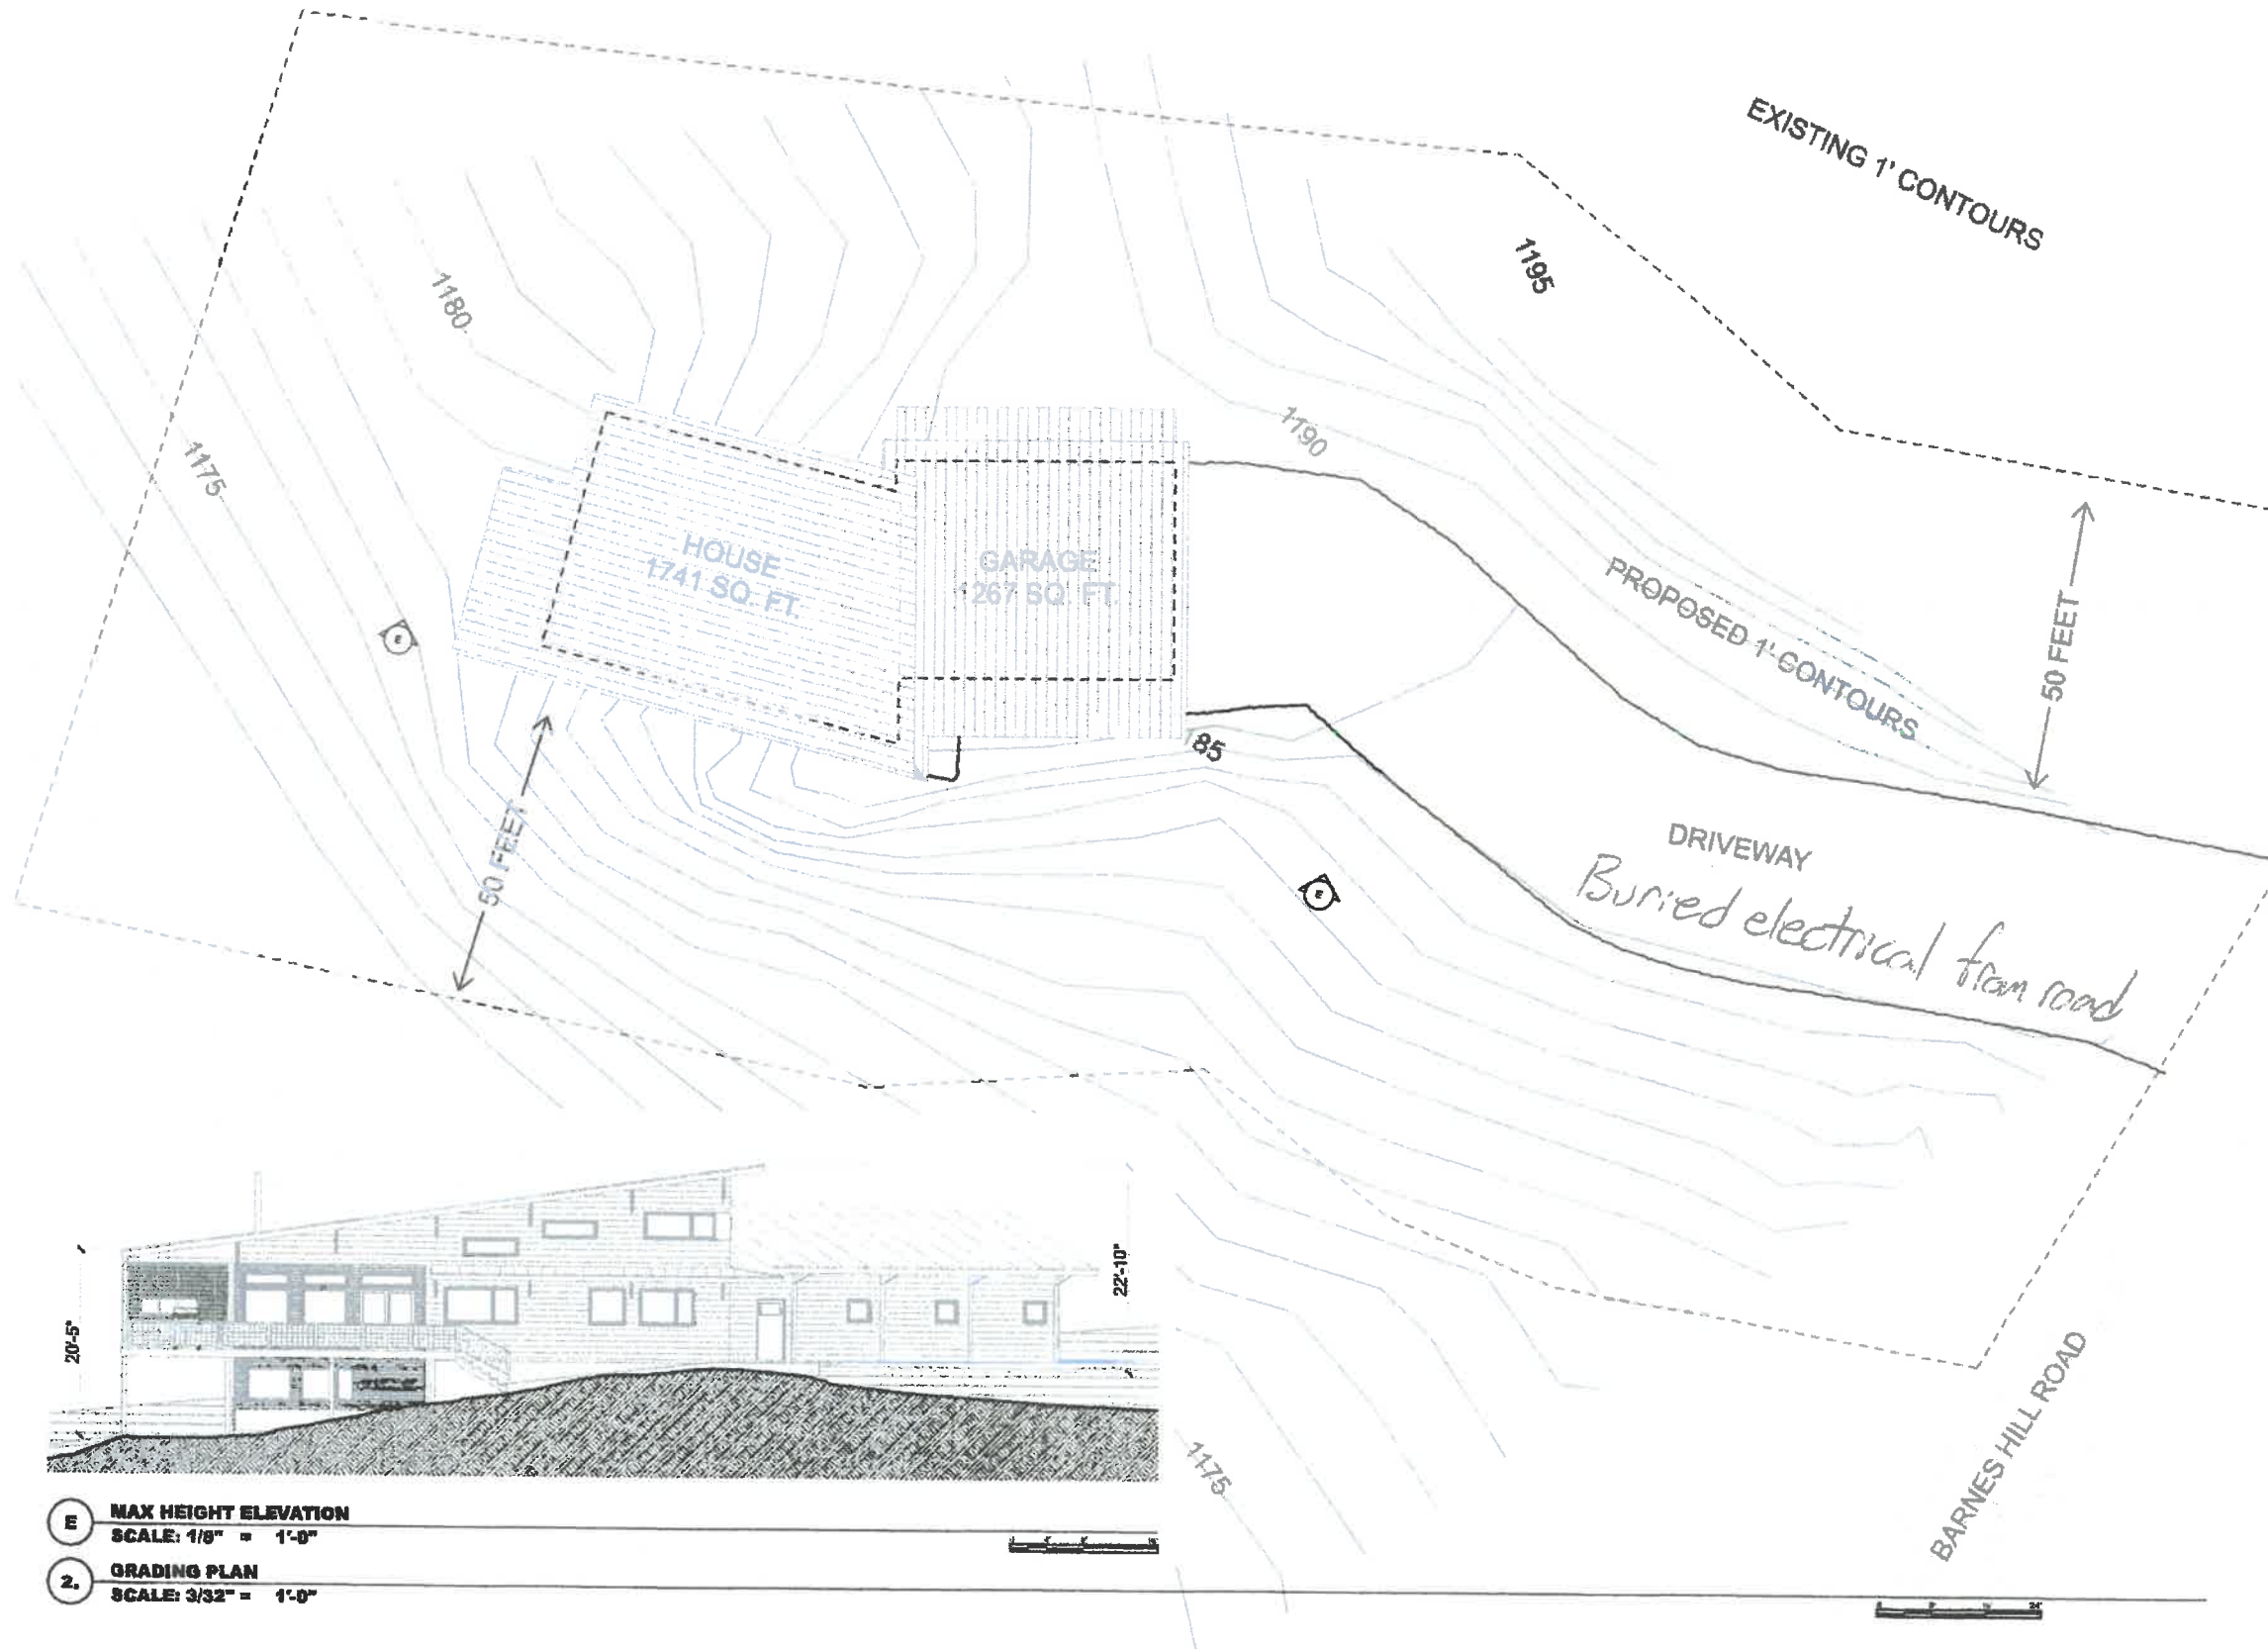 EXISTING 1' CONTOURS
1195
1180
1175
1190
HOUSE
1741 SQ. FT.
GARAGE
267 SQ. FT.
PROPOSED 1' CONTOURS
50 FEET
85
50 FEET
DRIVEWAY
Buried electrical from road
22'-10"
20'-5"
BARNES HILL ROAD
1175
E
MAX HEIGHT ELEVATION
SCALE: 1/8" = 1'-0"
2.
GRADING PLAN
SCALE: 3/32" = 1'-0"
E
E
24'